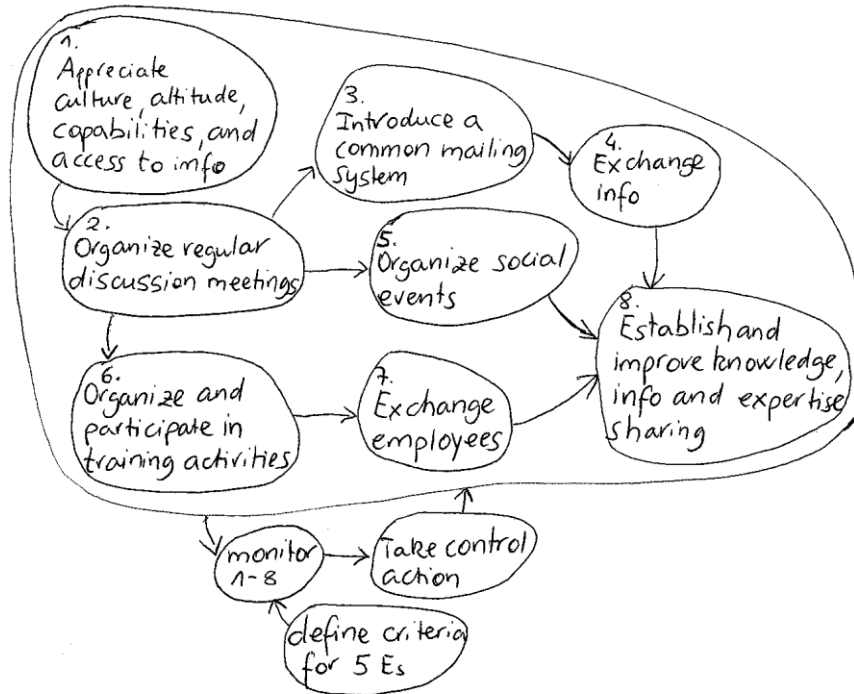 1.
Appreciate
culture, attitude,
capabilities, and
access to info
2.
Organize regular
discussion meetings
3.
Introduce a
common mailing
system
4.
Exchange
info
5.
Organize social
events
6.
Organize and
participate in
training activities
7.
Exchange
employees
8.
Establish and
improve knowledge,
info and expertise
sharing
monitor
1-8
Take control
action
define criteria
for 5 Es